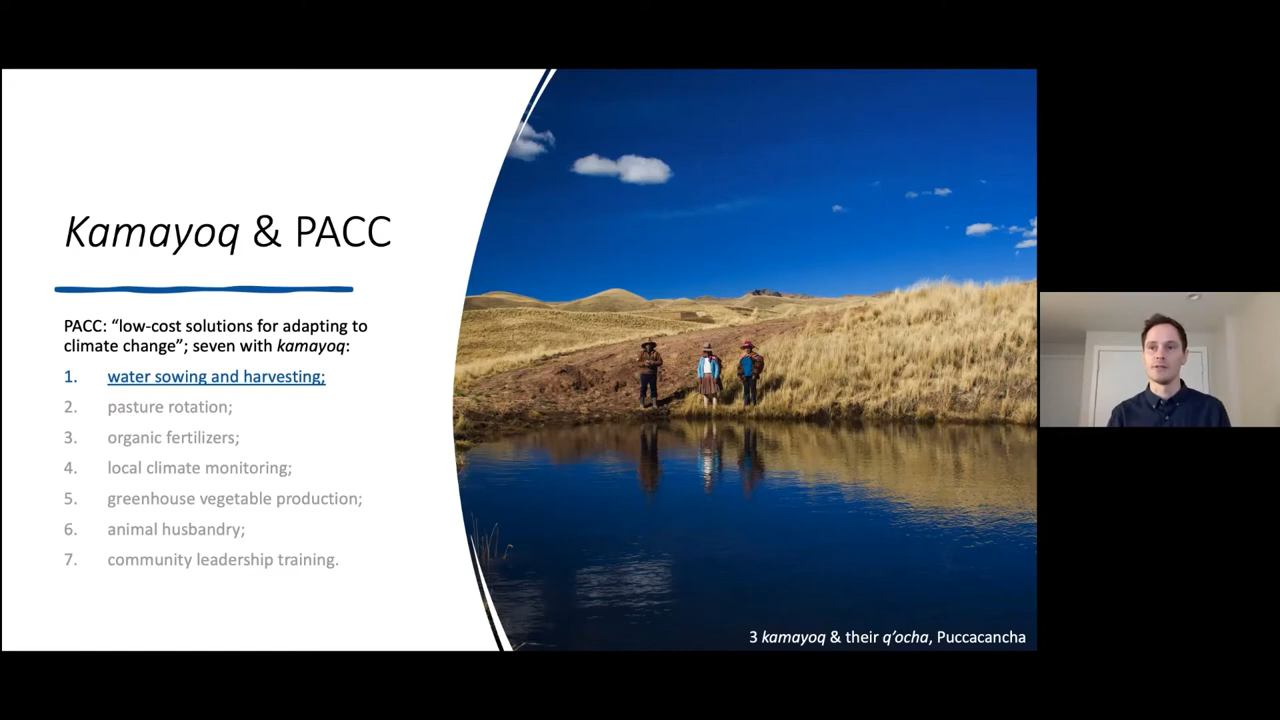 Kamayoq & PACC
PACC: “low-cost solutions for adapting to
climate change”; seven with kamayoq:
1. water sowing and harvesting;
2. pasture rotation;
3. organic fertilizers;
4. local climate monitoring;
5. greenhouse vegetable production;
6. animal husbandry;
7. community leadership training.
3 kamayoq & their q’ocha, Puccacancha